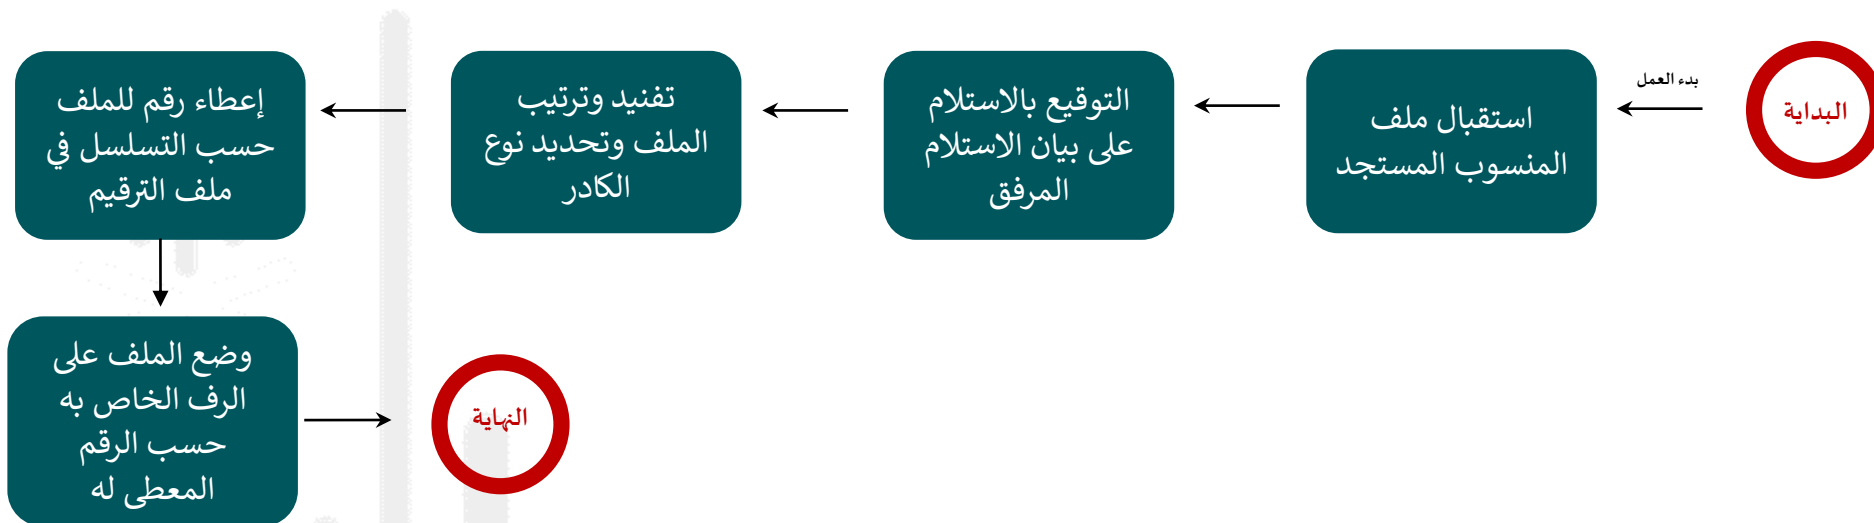 البداية
بدء العمل
استقبال ملف
المنسوب المستجد
التوقيع بالاستلام
على بيان الاستلام
المرفق
تفنيد وترتيب
الملف وتحديد نوع
الكادر
إعطاء رقم للملف
حسب التسلسل في
ملف الترقيم
وضع الملف على
الرف الخاص به
حسب الرقم
المعطى له
النهاية